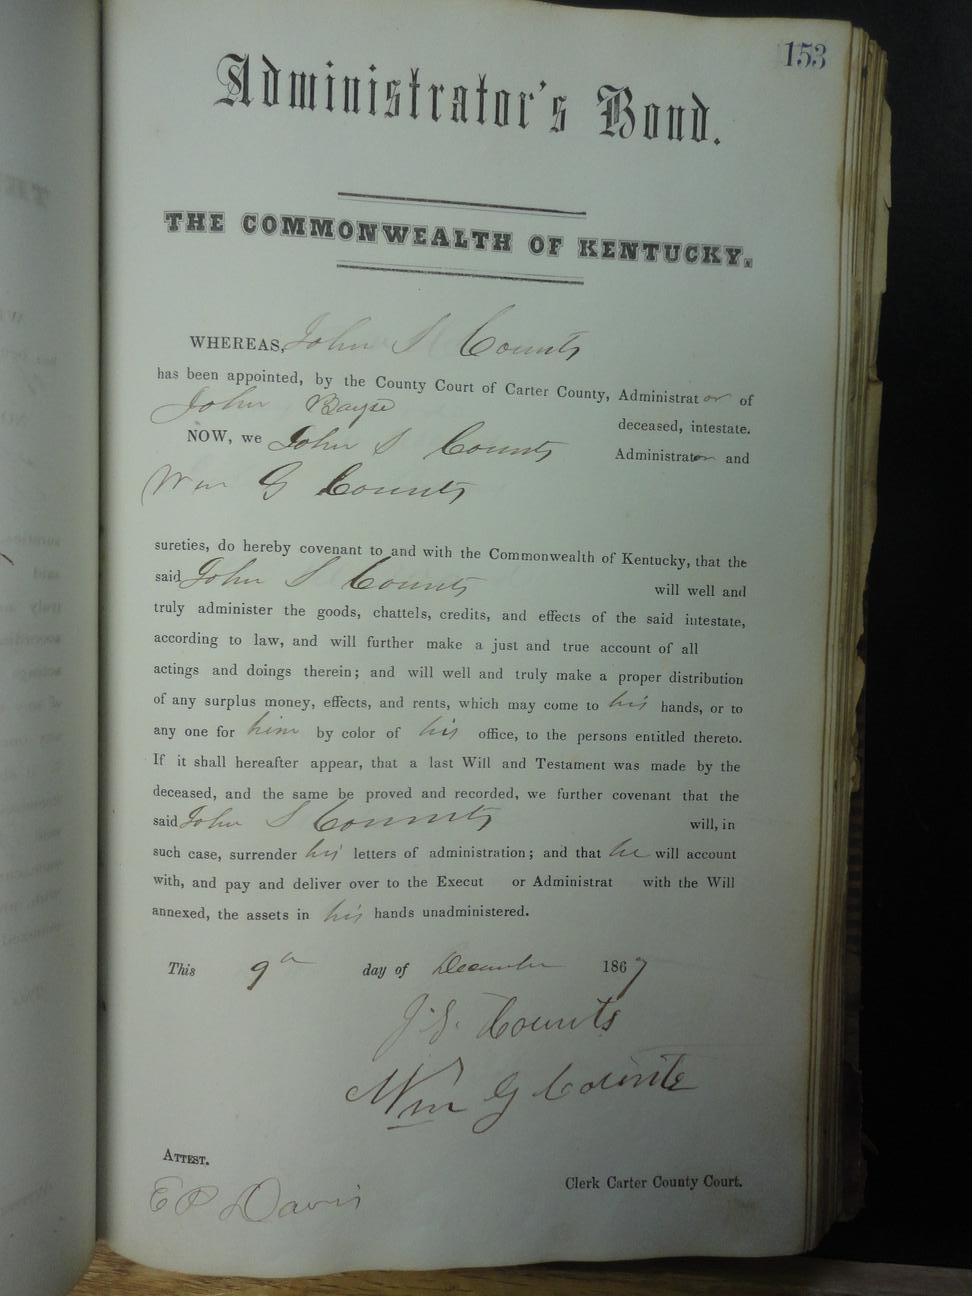 153
Administrator's Bond.
THE COMMONWEALTH OF KENTUCKY.
WHEREAS, John S Counts
has been appointed, by the County Court of Carter County, Administrator of
John Bayse deceased, intestate.
NOW, we John S Counts Administrator and
Wm G Counts
sureties, do hereby covenant to and with the Commonwealth of Kentucky, that the
said John S Counts will well and
truly administer the goods, chattels, credits, and effects of the said intestate,
according to law, and will further make a just and true account of all
actings and doings therein; and will well and truly make a proper distribution
of any surplus money, effects, and rents, which may come to his hands, or to
any one for him by color of his office, to the persons entitled thereto.
If it shall hereafter appear, that a last Will and Testament was made by the
deceased, and the same be proved and recorded, we further covenant that the
said John S Counts will, in
such case, surrender his letters of administration; and that he will account
with, and pay and deliver over to the Execut or Administrat with the Will
annexed, the assets in his hands unadministered.
This 9th day of December 1867
J. S. Counts
Wm G Counts
ATTEST.
E P Davis Clerk Carter County Court.